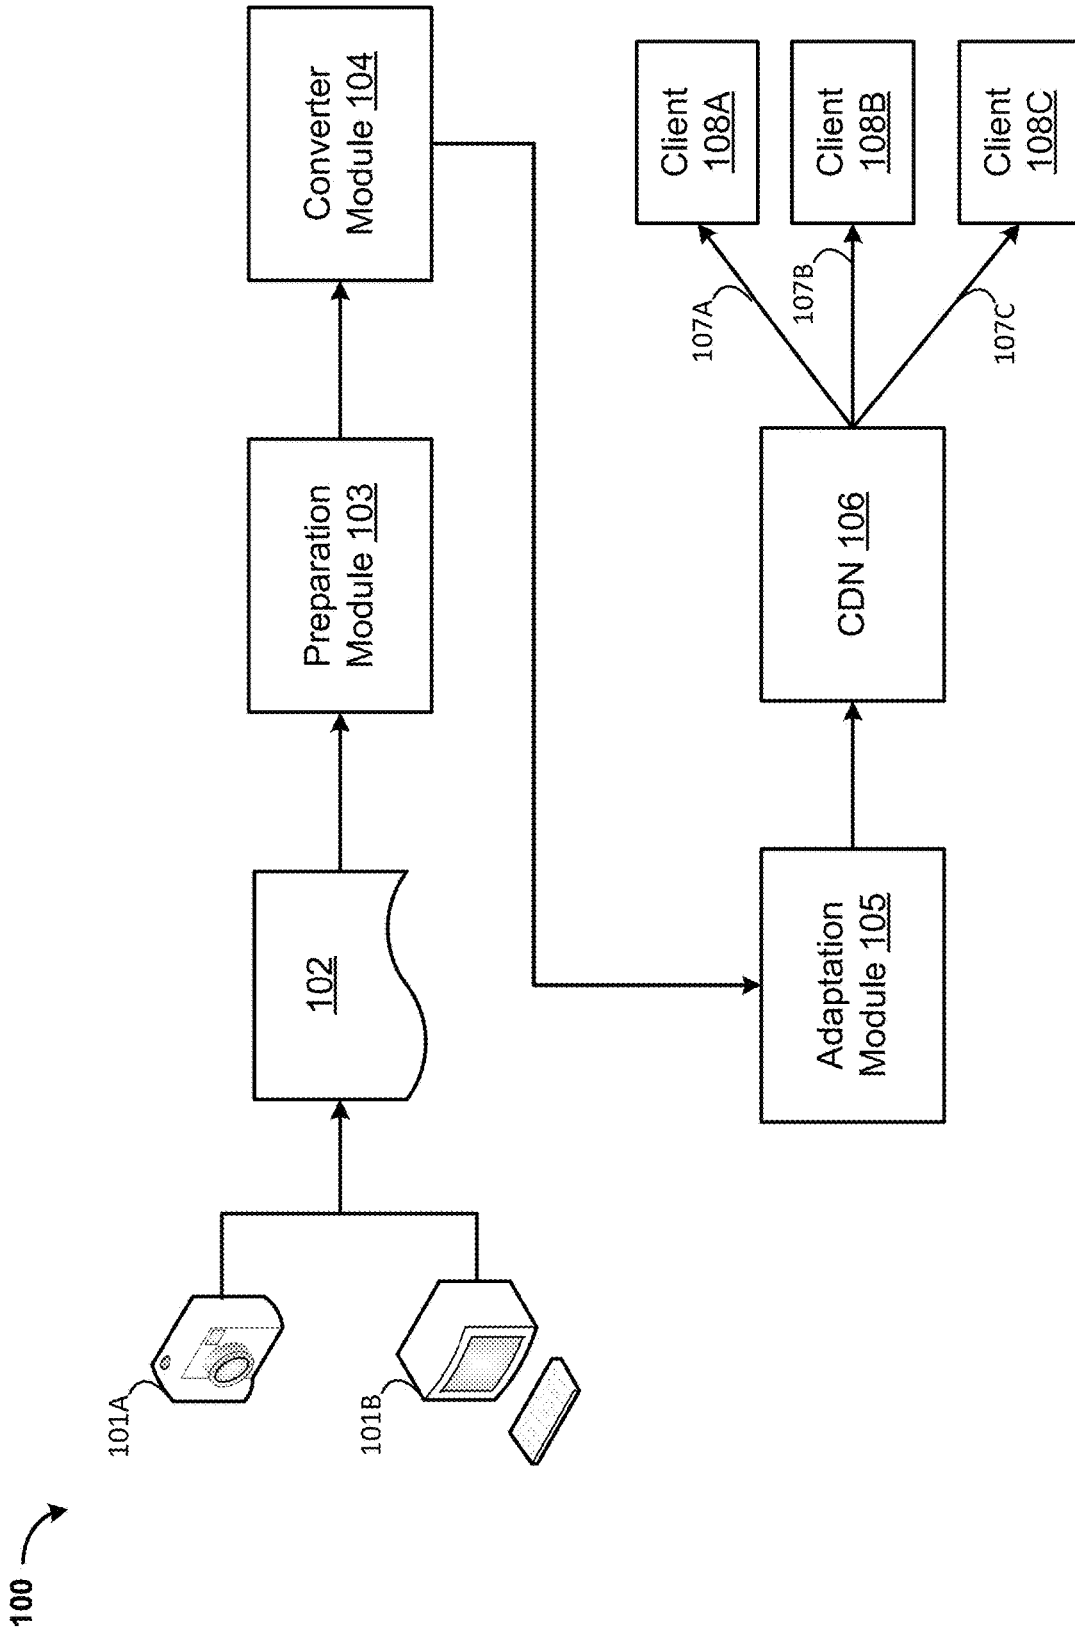 100
101A
101B
102
Preparation
Module 103
Converter
Module 104
Adaptation
Module 105
CDN 106
107A
107B
107C
Client
108A
Client
108B
Client
108C